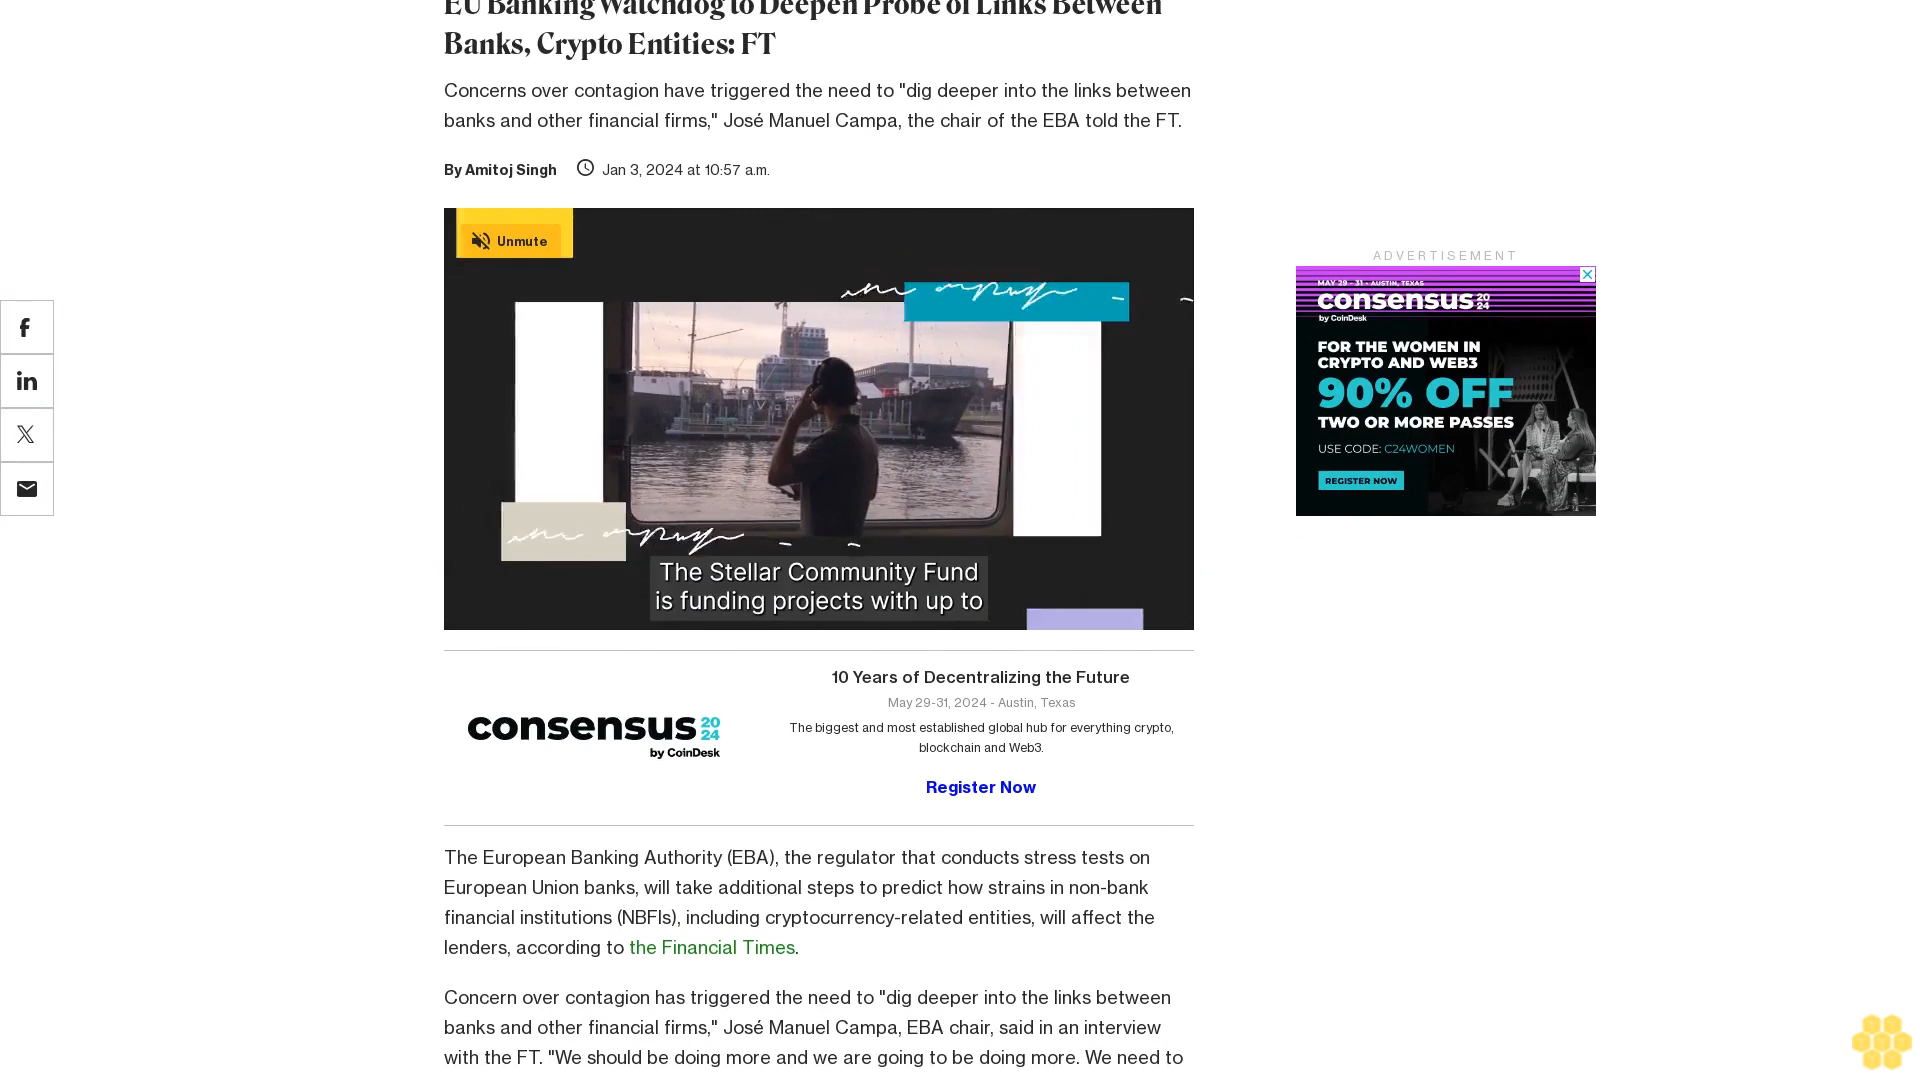 EU Banking Watchdog to Deepen Probe of Links Between
Banks, Crypto Entities: FT
Concerns over contagion have triggered the need to "dig deeper into the links between
banks and other financial firms," José Manuel Campa, the chair of the EBA told the FT.
By Amitoj Singh Jan 3, 2024 at 10:57 a.m.
Unmute
The Stellar Community Fund
is funding projects with up to
ADVERTISEMENT
MAY 29 - 31 • AUSTIN, TEXAS
consensus 2024
by CoinDesk
FOR THE WOMEN IN
CRYPTO AND WEB3
90% OFF
TWO OR MORE PASSES
USE CODE: C24WOMEN
REGISTER NOW
consensus 2024
by CoinDesk
10 Years of Decentralizing the Future
May 29-31, 2024 - Austin, Texas
The biggest and most established global hub for everything crypto,
blockchain and Web3.
Register Now
The European Banking Authority (EBA), the regulator that conducts stress tests on
European Union banks, will take additional steps to predict how strains in non-bank
financial institutions (NBFIs), including cryptocurrency-related entities, will affect the
lenders, according to the Financial Times.
Concern over contagion has triggered the need to "dig deeper into the links between
banks and other financial firms," José Manuel Campa, EBA chair, said in an interview
with the FT. "We should be doing more and we are going to be doing more. We need to